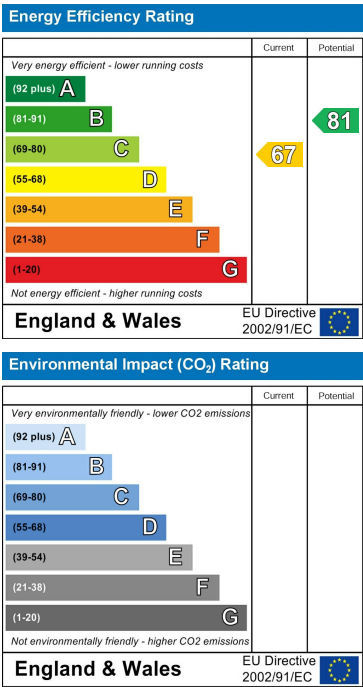 Energy Efficiency Rating
Current Potential
Very energy efficient - lower running costs
(92 plus) A
(81-91) B
81
(69-80) C
67
(55-68) D
(39-54) E
(21-38) F
(1-20) G
Not energy efficient - higher running costs
England & Wales
EU Directive
2002/91/EC
Environmental Impact (CO₂) Rating
Current Potential
Very environmentally friendly - lower CO2 emissions
(92 plus) A
(81-91) B
(69-80) C
(55-68) D
(39-54) E
(21-38) F
(1-20) G
Not environmentally friendly - higher CO2 emissions
England & Wales
EU Directive
2002/91/EC